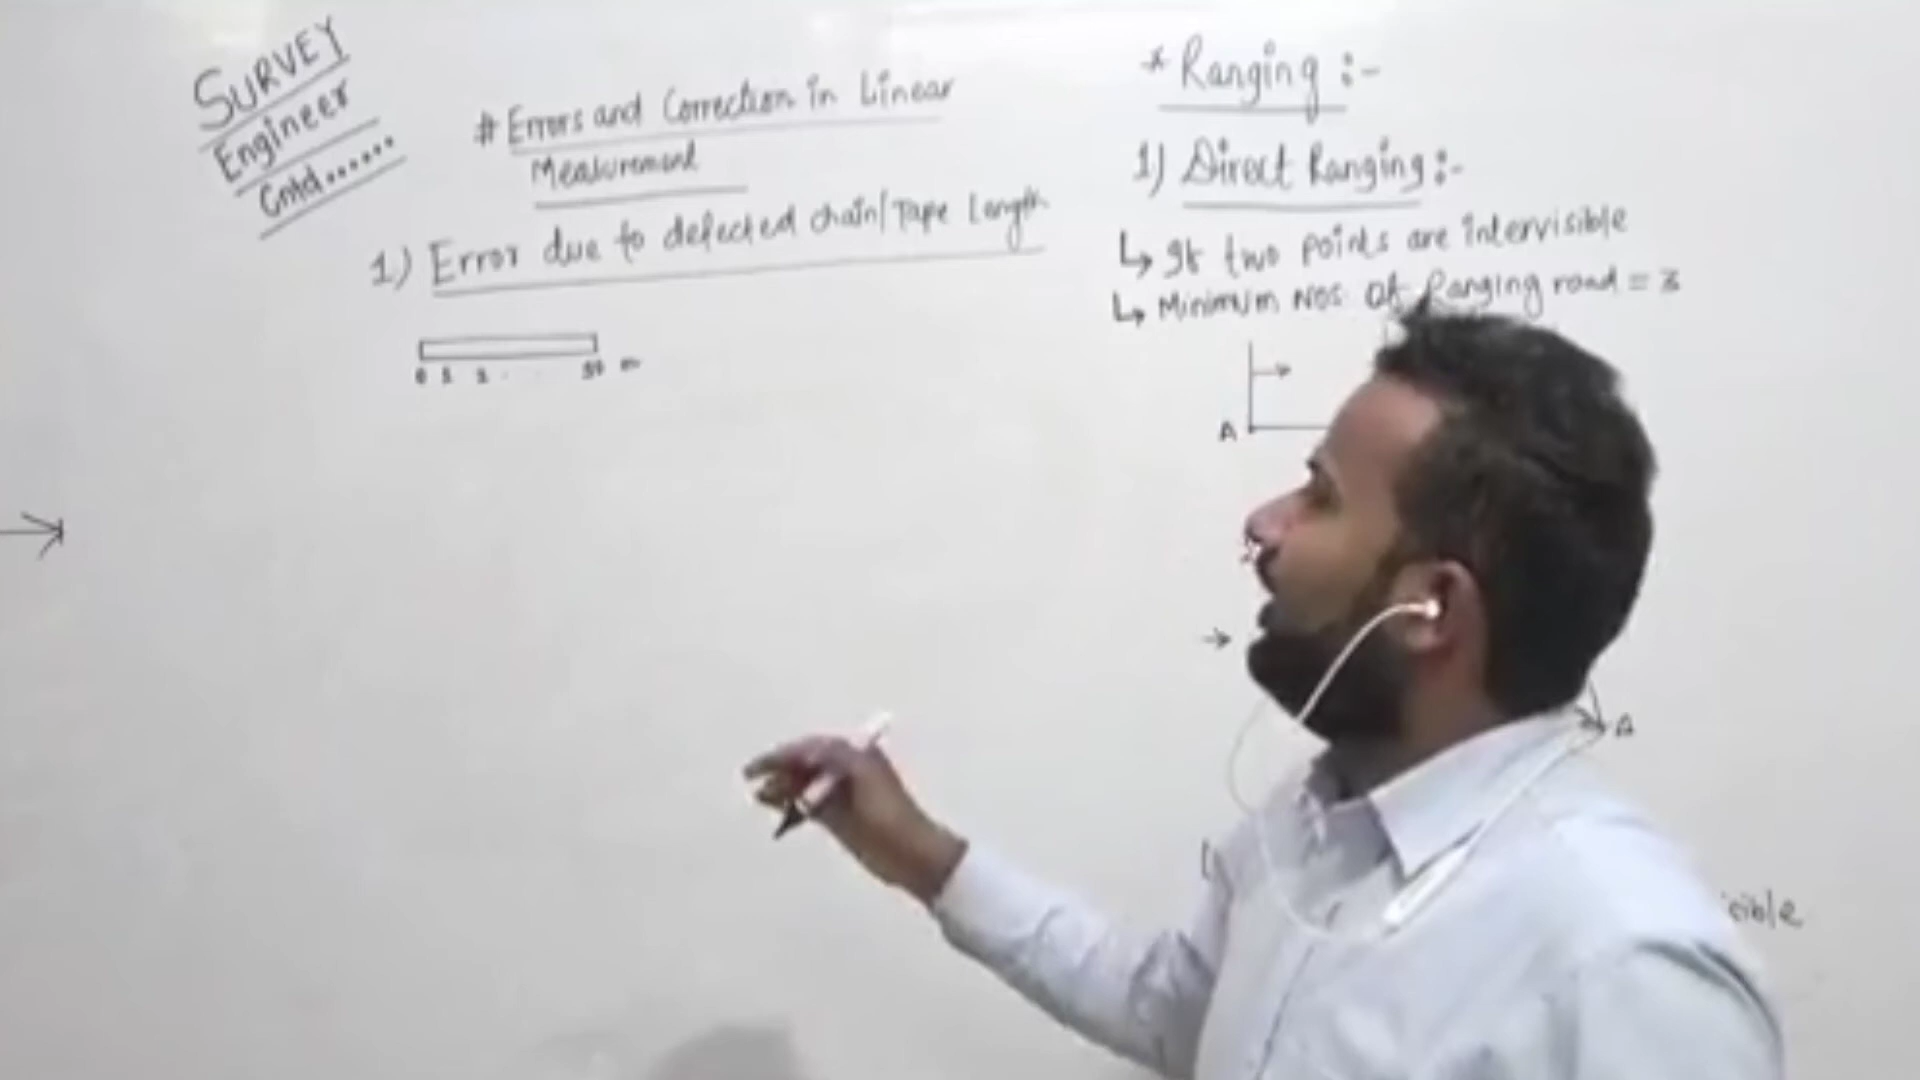 SURVEY
Engineer
Cntd.......
# Errors and Correction in Linear
Measurement
1) Error due to defected chain/Tape Length
0 1 2 . . 50 m
* Ranging :-
1) Direct Ranging :-
↳ If two points are intervisible
↳ Minimum Nos. Of Ranging road = 3
A